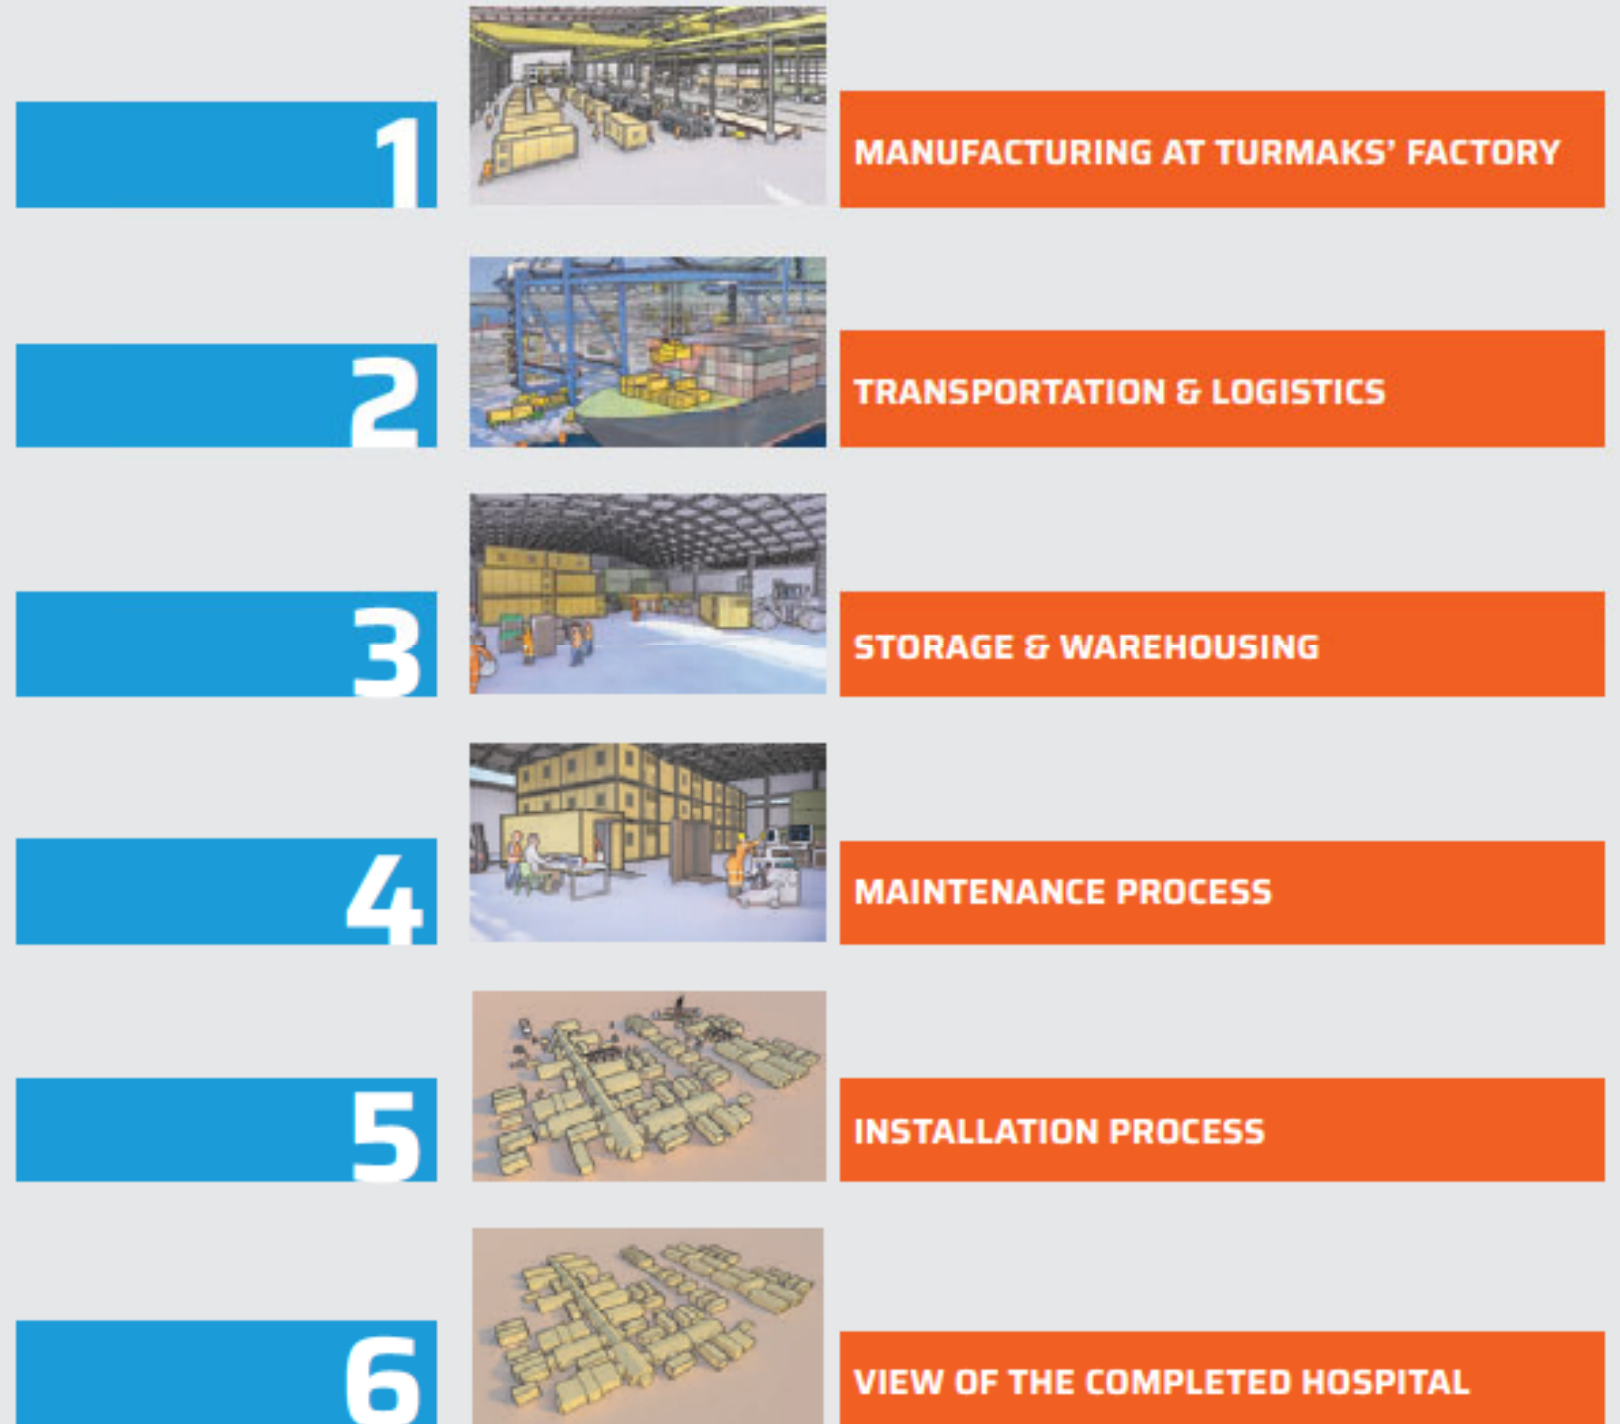 1
MANUFACTURING AT TURMAKS’ FACTORY
2
TRANSPORTATION & LOGISTICS
3
STORAGE & WAREHOUSING
4
MAINTENANCE PROCESS
5
INSTALLATION PROCESS
6
VIEW OF THE COMPLETED HOSPITAL